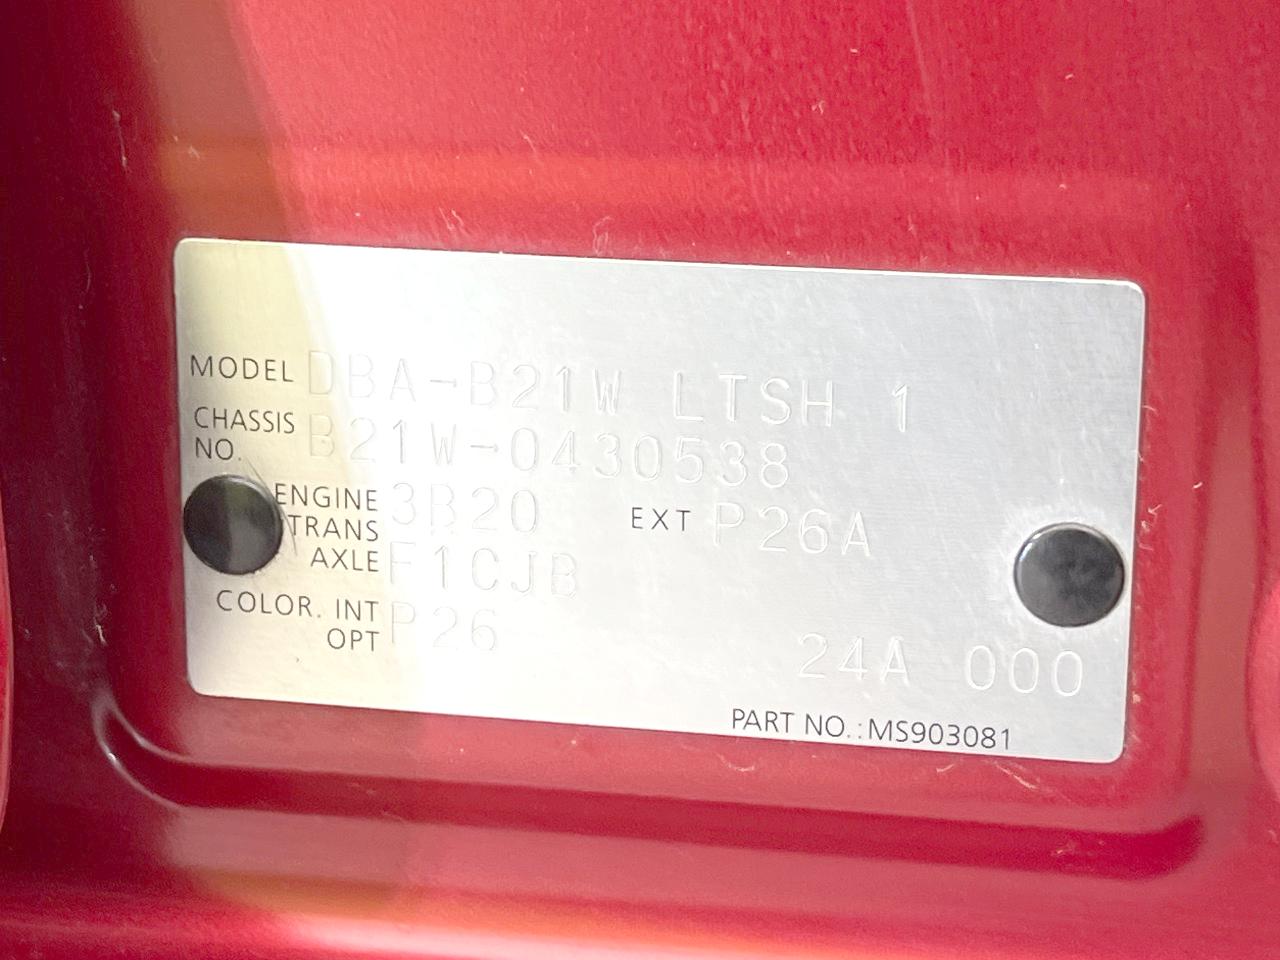 MODEL DBA-B21W LTSH 1
CHASSIS NO. B21W-0430538
ENGINE 3B20 EXT P26A
TRANS AXLE F1CJB
COLOR. INT OPT P26
24A 000
PART NO.:MS903081